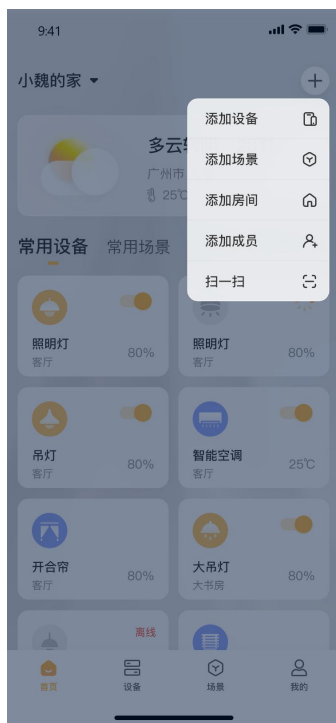 9:41
小魏的家
多云
广州市
25℃
添加设备
添加场景
添加房间
添加成员
扫一扫
常用设备 常用场景
照明灯
客厅
80%
照明灯
客厅
80%
吊灯
客厅
80%
智能空调
客厅
25℃
开合帘
客厅
80%
大吊灯
大书房
80%
离线
首页
设备
场景
我的